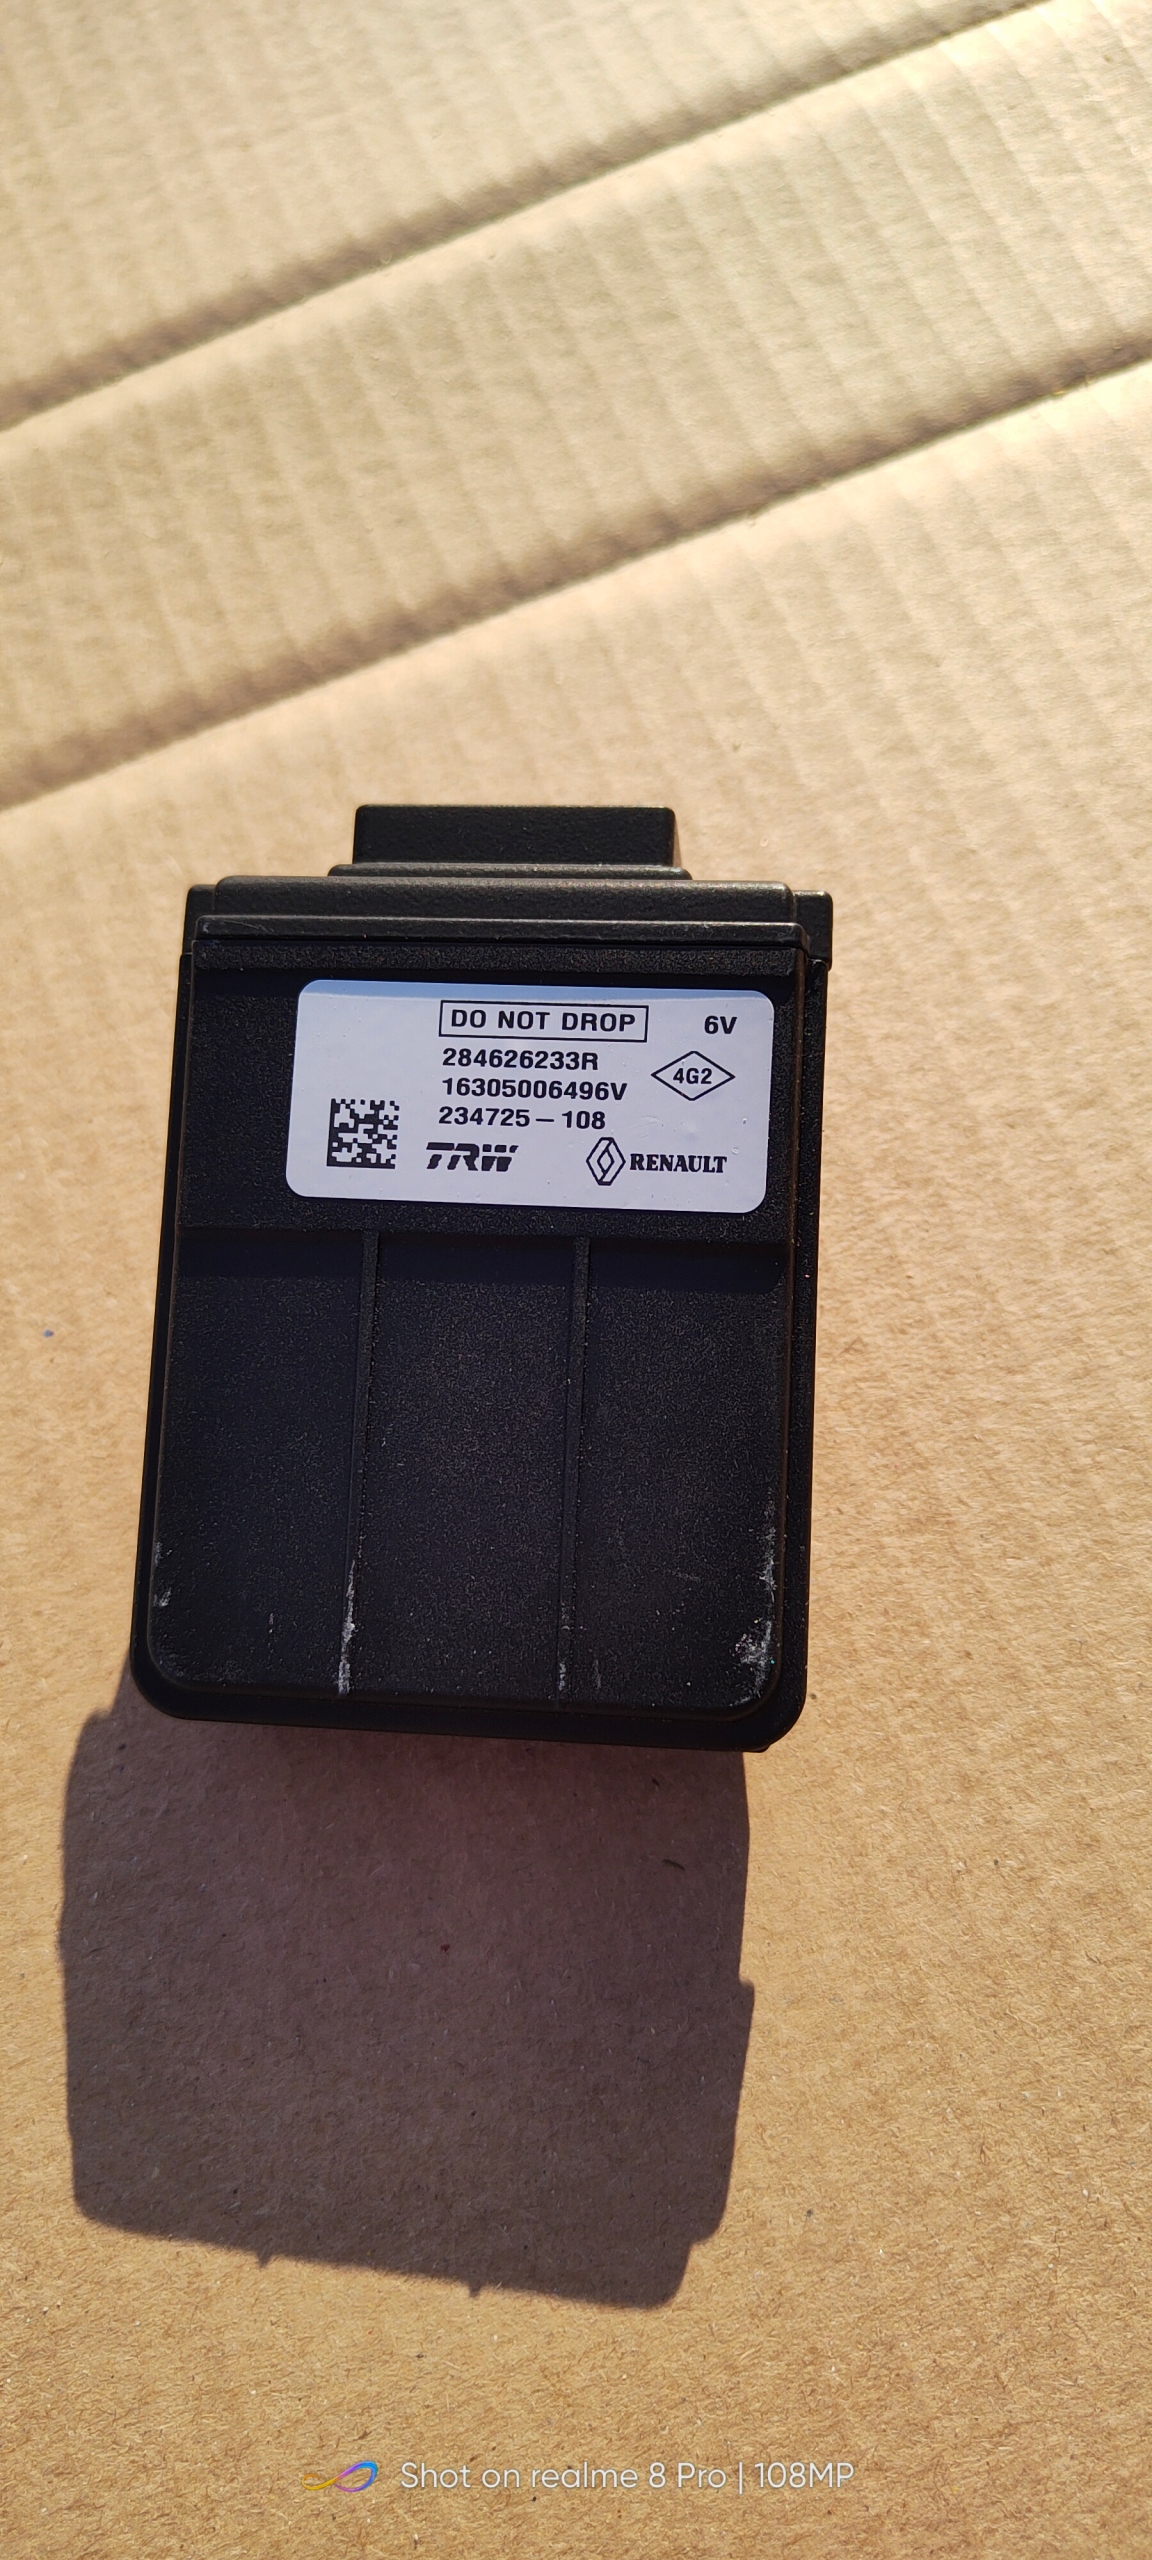 DO NOT DROP 6V
284626233R
4G2
16305006496V
234725-108
TRW RENAULT
Shot on realme 8 Pro | 108MP